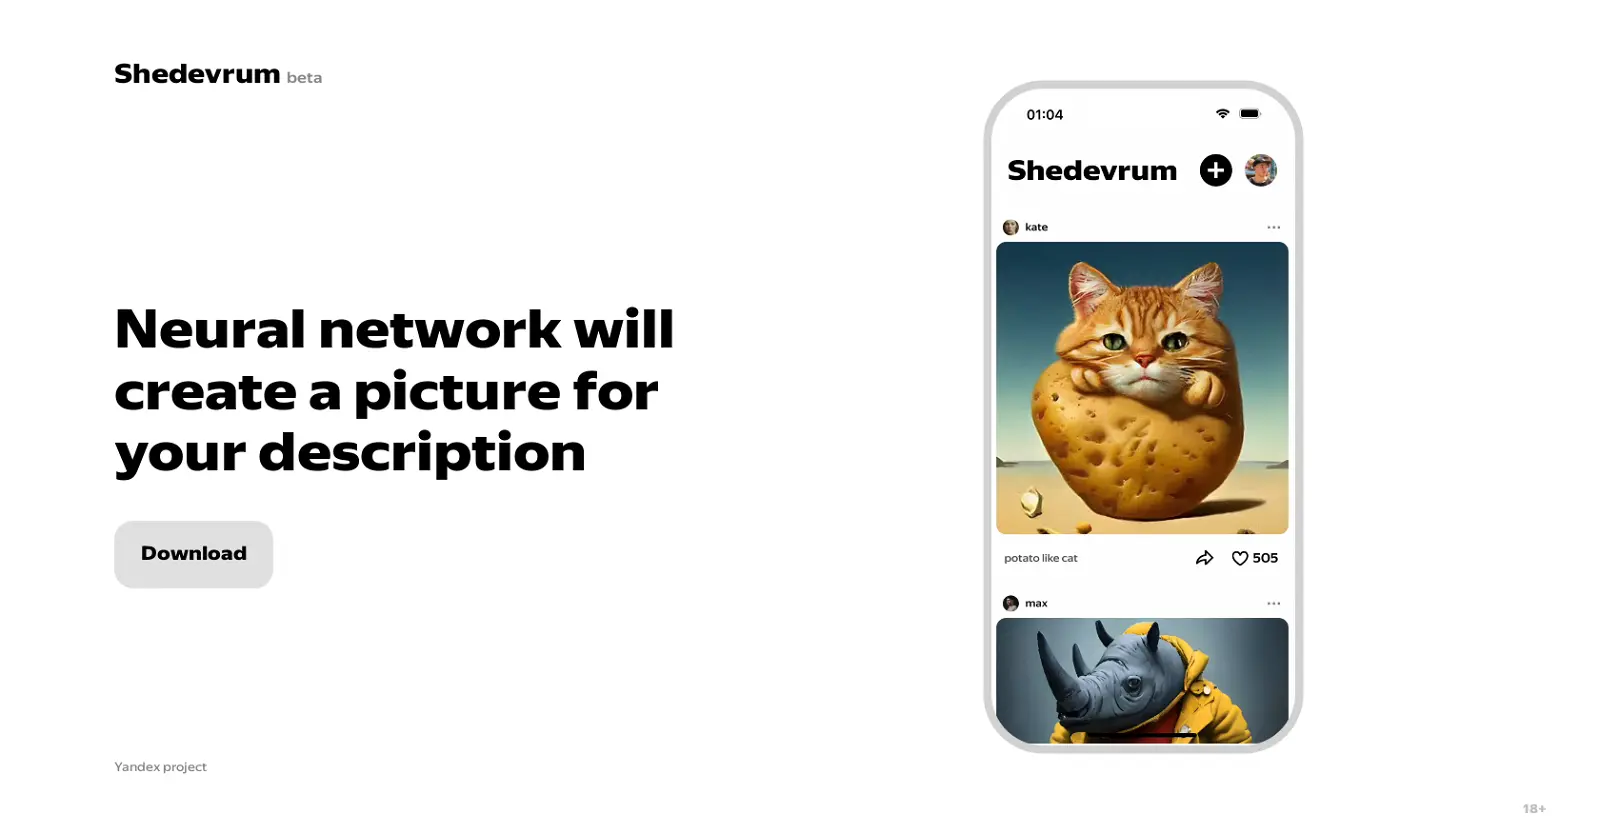 Shedevrum beta
Neural network will
create a picture for
your description
Download
Yandex project
01:04
Shedevrum
kate
potato like cat
505
max
18+